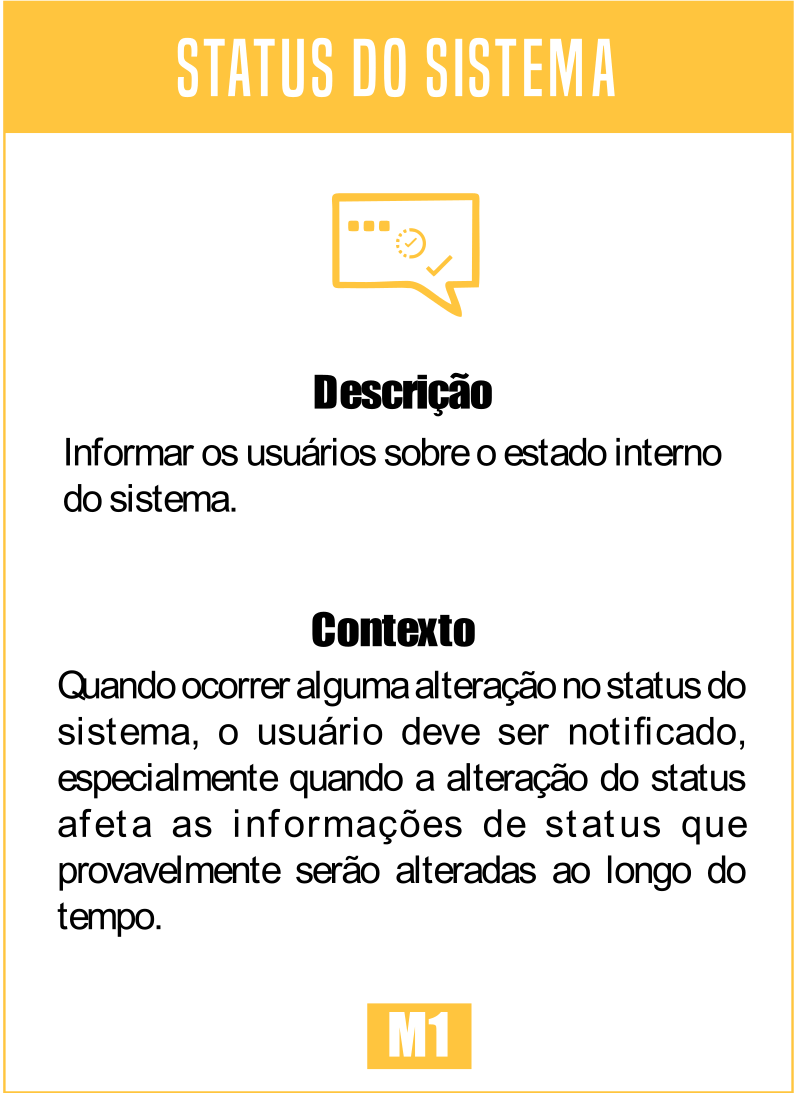 STATUS DO SISTEMA
Descrição
Informar os usuários sobre o estado interno
do sistema.
Contexto
Quando ocorrer alguma alteração no status do
sistema, o usuário deve ser notificado,
especialmente quando a alteração do status
afeta as informações de status que
provavelmente serão alteradas ao longo do
tempo.
M1